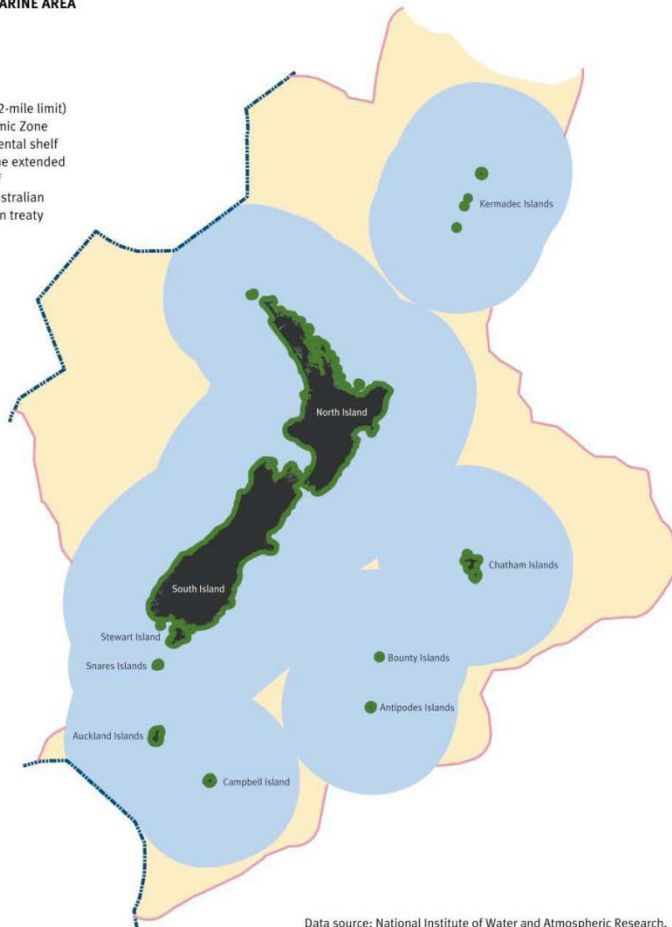 ARINE AREA
2-mile limit)
mic Zone
ental shelf
he extended
f
ustralian
n treaty
Kermadec Islands
North Island
Chatham Islands
South Island
Stewart Island
Bounty Islands
Snares Islands
Antipodes Islands
Auckland Islands
Campbell Island
Data source: National Institute of Water and Atmospheric Research.